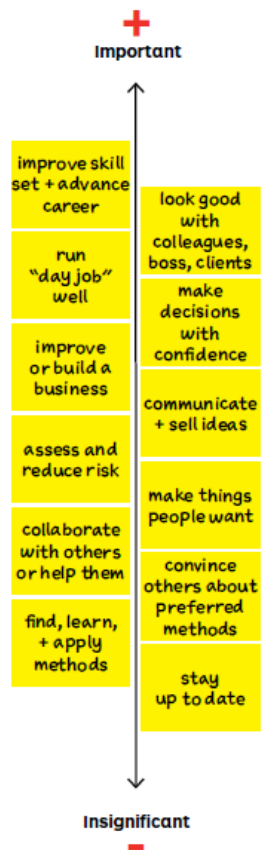 +
Important
improve skill
set + advance
career
look good
with
colleagues,
boss, clients
run
“day job”
well
make
decisions
with
confidence
improve
or build a
business
communicate
+ sell ideas
assess and
reduce risk
make things
people want
collaborate
with others
or help them
convince
others about
preferred
methods
find, learn,
+ apply
methods
stay
up to date
Insignificant